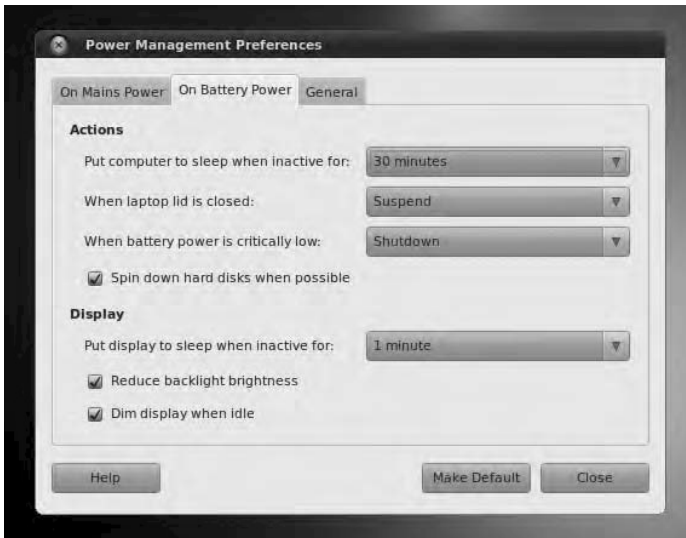 Power Management Preferences
On Mains Power On Battery Power General
Actions
Put computer to sleep when inactive for: 30 minutes
When laptop lid is closed: Suspend
When battery power is critically low: Shutdown
Spin down hard disks when possible
Display
Put display to sleep when inactive for: 1 minute
Reduce backlight brightness
Dim display when idle
Help Make Default Close